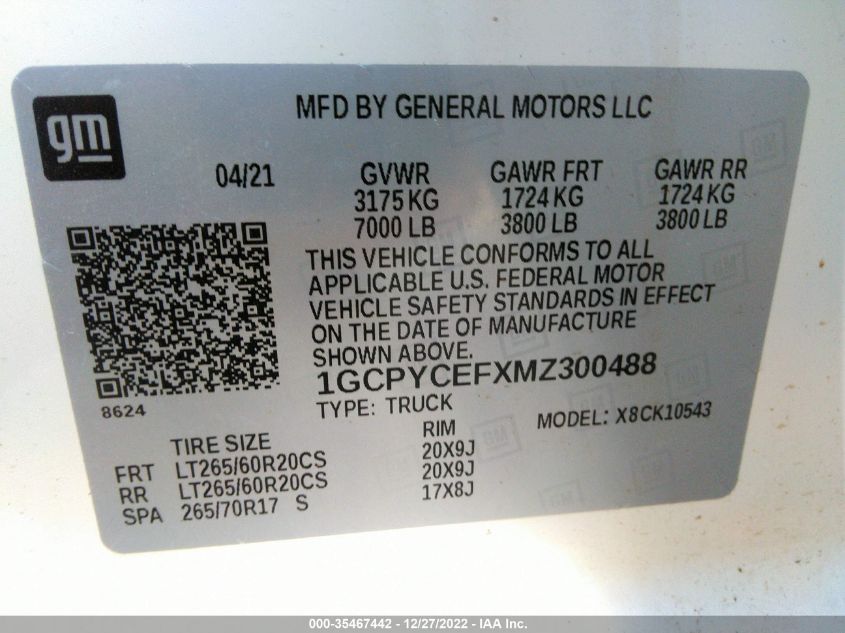 gm
MFD BY GENERAL MOTORS LLC
04/21 GVWR GAWR FRT GAWR RR
3175 KG 1724 KG 1724 KG
7000 LB 3800 LB 3800 LB
THIS VEHICLE CONFORMS TO ALL
APPLICABLE U.S. FEDERAL MOTOR
VEHICLE SAFETY STANDARDS IN EFFECT
ON THE DATE OF MANUFACTURE
SHOWN ABOVE.
1GCPYCEFXMZ300488
8624
TYPE: TRUCK MODEL: X8CK10543
TIRE SIZE RIM
FRT LT265/60R20CS 20X9J
RR LT265/60R20CS 20X9J
SPA 265/70R17 S 17X8J
000-35467442 - 12/27/2022 - IAA Inc.